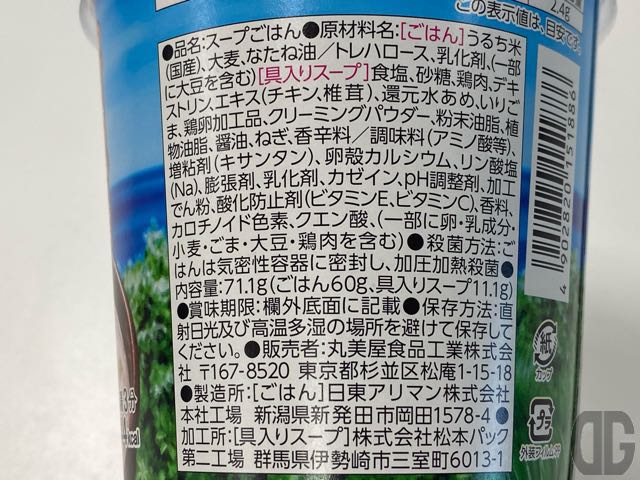 この表示値は、目安です。
2.4g
●品名:スープごはん●原材料名:[ごはん]うるち米
(国産)、大麦、なたね油／トレハロース、乳化剤、(一部
に大豆を含む)[具入りスープ]食塩、砂糖、鶏肉、デキ
ストリン、エキス(チキン、椎茸)、還元水あめ、いりご
ま、鶏卵加工品、クリーミングパウダー、粉末油脂、植
物油脂、醤油、ねぎ、香辛料／調味料(アミノ酸等)、
増粘剤(キサンタン)、卵殻カルシウム、リン酸塩
(Na)、膨張剤、乳化剤、カゼイン、pH調整剤、加工
でん粉、酸化防止剤(ビタミンE、ビタミンC)、香料、
カロチノイド色素、クエン酸、(一部に卵・乳成分・
小麦・ごま・大豆・鶏肉を含む)●殺菌方法:ご
はんは気密性容器に密封し、加圧加熱殺菌●
内容量:71.1g(ごはん60g、具入りスープ11.1g)
●賞味期限:欄外底面に記載●保存方法:直
射日光及び高温多湿の場所を避けて保存して
ください。●販売者:丸美屋食品工業株式会
社〒167-8520 東京都杉並区松庵1-15-18
●製造所:[ごはん]日東アリマン株式会社
本社工場 新潟県新発田市岡田1578-4●
加工所:[具入りスープ]株式会社松本パック
第二工場 群馬県伊勢崎市三室町6013-1
4902820151886
紙
カップ
プラ
外装フィルム・フタ
3分
kcal
DG